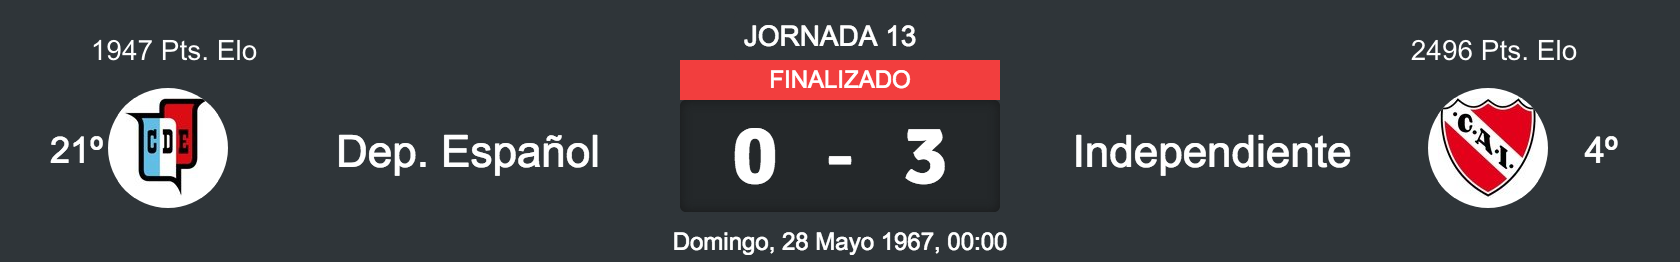 JORNADA 13
1947 Pts. Elo
2496 Pts. Elo
FINALIZADO
21º
CDE
Dep. Español
0 - 3
Independiente
·C.A.I.
4º
Domingo, 28 Mayo 1967, 00:00